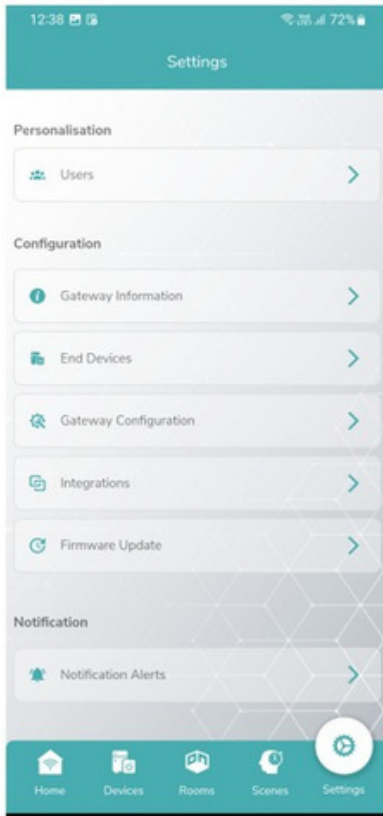 12:38 72%
Settings
Personalisation
Users
Configuration
Gateway Information
End Devices
Gateway Configuration
Integrations
Firmware Update
Notification
Notification Alerts
Home Devices Rooms Scenes Settings